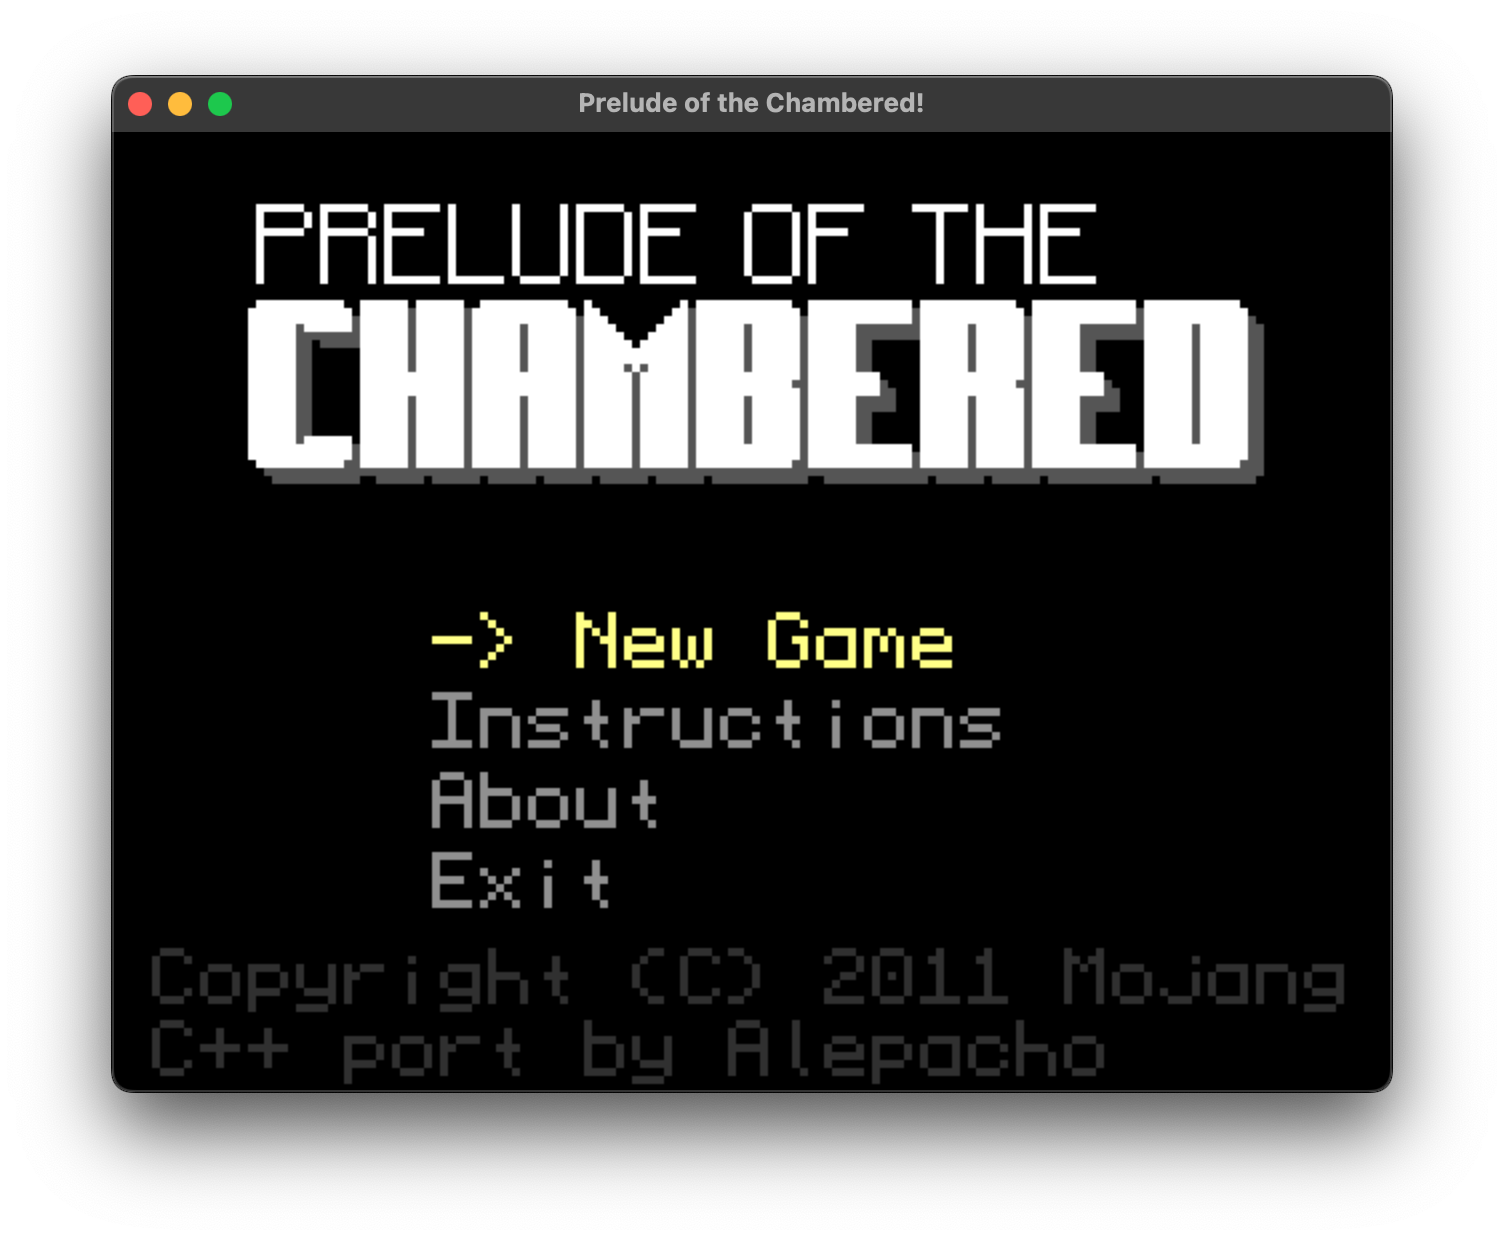 Prelude of the Chambered!
PRELUDE OF THE
CHAMBERED
-> New Game
Instructions
About
Exit
Copyright (C) 2011 Mojang
C++ port by Alepacho